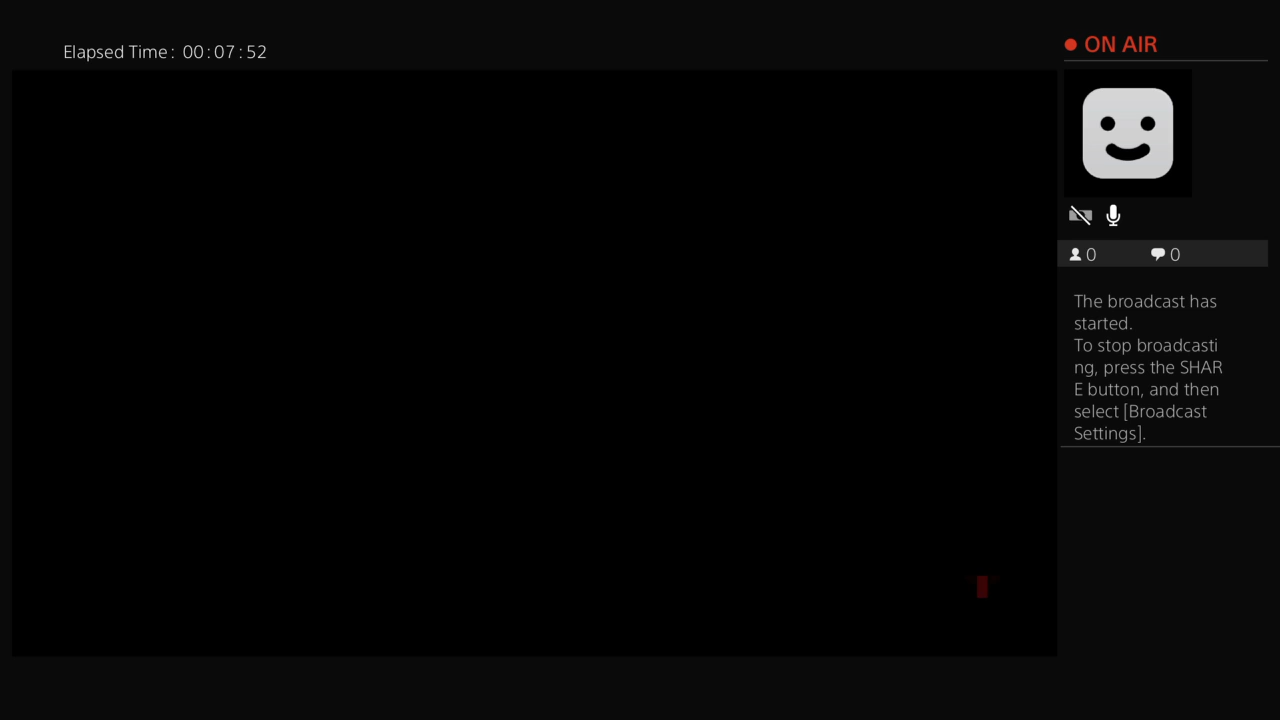 Elapsed Time: 00:07:52
ON AIR
0 0
The broadcast has
started.
To stop broadcasti
ng, press the SHAR
E button, and then
select [Broadcast
Settings].